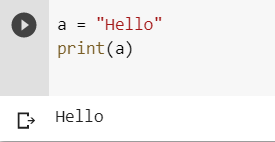 a = "Hello"
print(a)
Hello